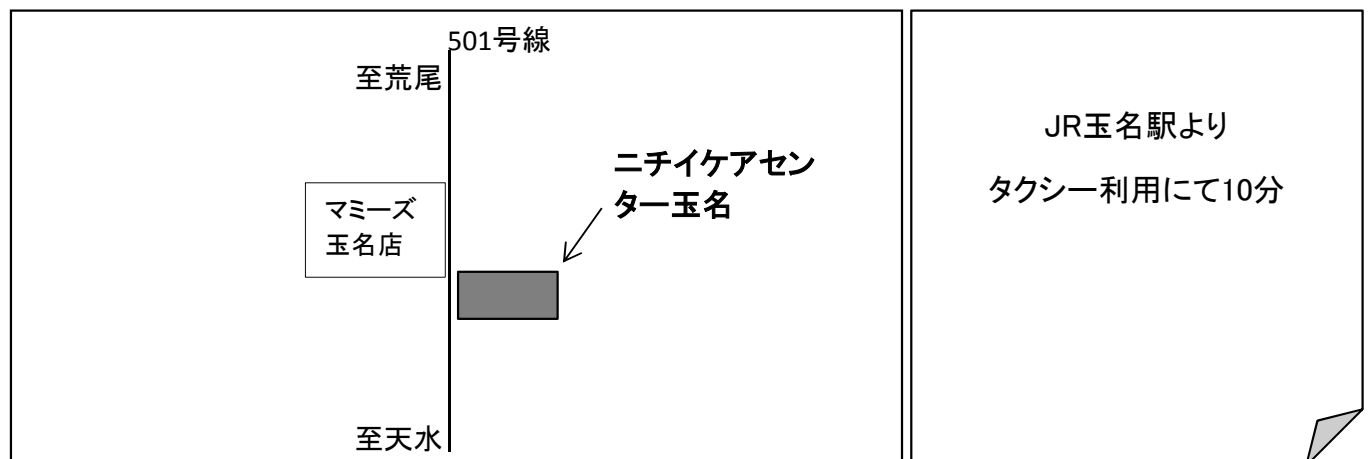 501号線
至荒尾
ニチイケアセン
ター玉名
マミーズ
玉名店
至天水
JR玉名駅より
タクシー利用にて10分